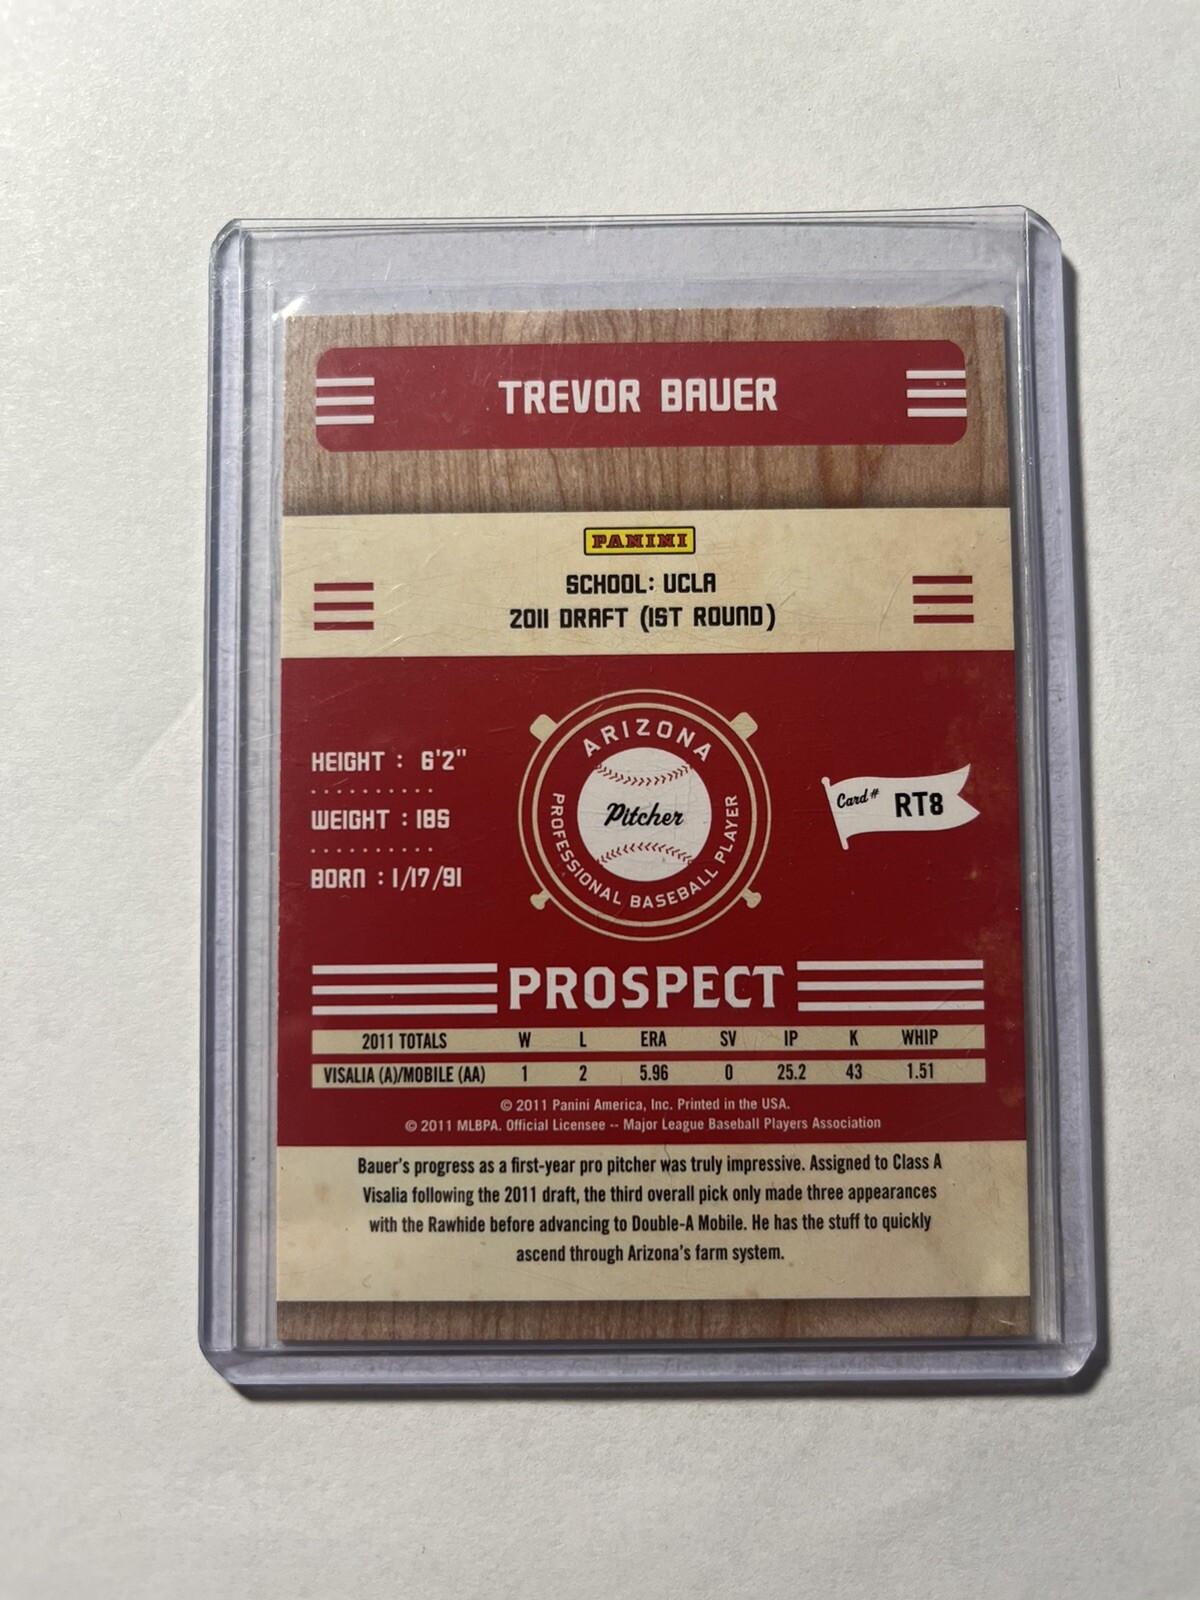 TREVOR BAUER
PANINI
SCHOOL: UCLA
2011 DRAFT (1ST ROUND)
HEIGHT : 6'2"
WEIGHT : 185
BORN : 1/17/91
ARIZONA
Pitcher
PROFESSIONAL BASEBALL PLAYER
Card # RT8
PROSPECT
2011 TOTALS W L ERA SV IP K WHIP
VISALIA (A)/MOBILE (AA) 1 2 5.96 0 25.2 43 1.51
© 2011 Panini America, Inc. Printed in the USA.
© 2011 MLBPA. Official Licensee -- Major League Baseball Players Association
Bauer's progress as a first-year pro pitcher was truly impressive. Assigned to Class A
Visalia following the 2011 draft, the third overall pick only made three appearances
with the Rawhide before advancing to Double-A Mobile. He has the stuff to quickly
ascend through Arizona's farm system.